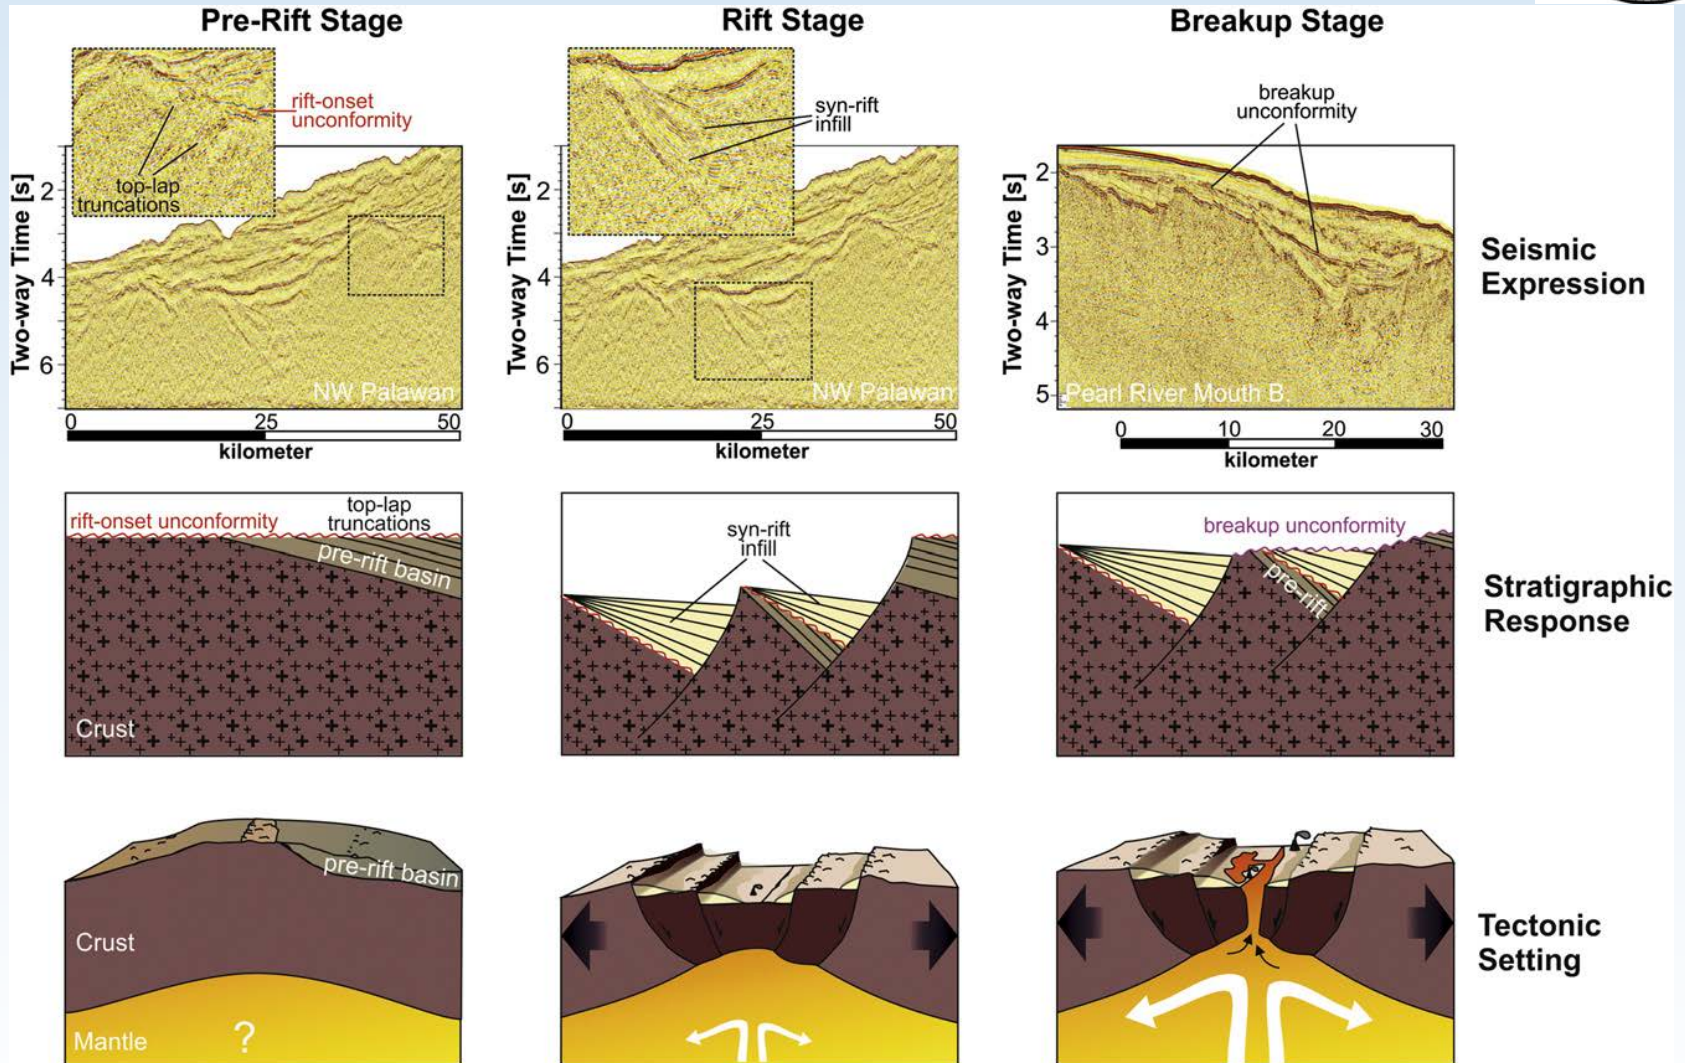 Pre-Rift Stage
Rift Stage
Breakup Stage
rift-onset
unconformity
top-lap
truncations
Two-way Time [s]
2
4
6
NW Palawan
0 25 50
kilometer
syn-rift
infill
Two-way Time [s]
2
4
6
NW Palawan
0 25 50
kilometer
breakup
unconformity
Two-way Time [s]
2
3
4
5
Pearl River Mouth B.
0 10 20 30
kilometer
Seismic
Expression
rift-onset unconformity
top-lap
truncations
pre-rift basin
Crust
syn-rift
infill
breakup unconformity
pre-rift
Stratigraphic
Response
pre-rift basin
Crust
Mantle
?
Tectonic
Setting